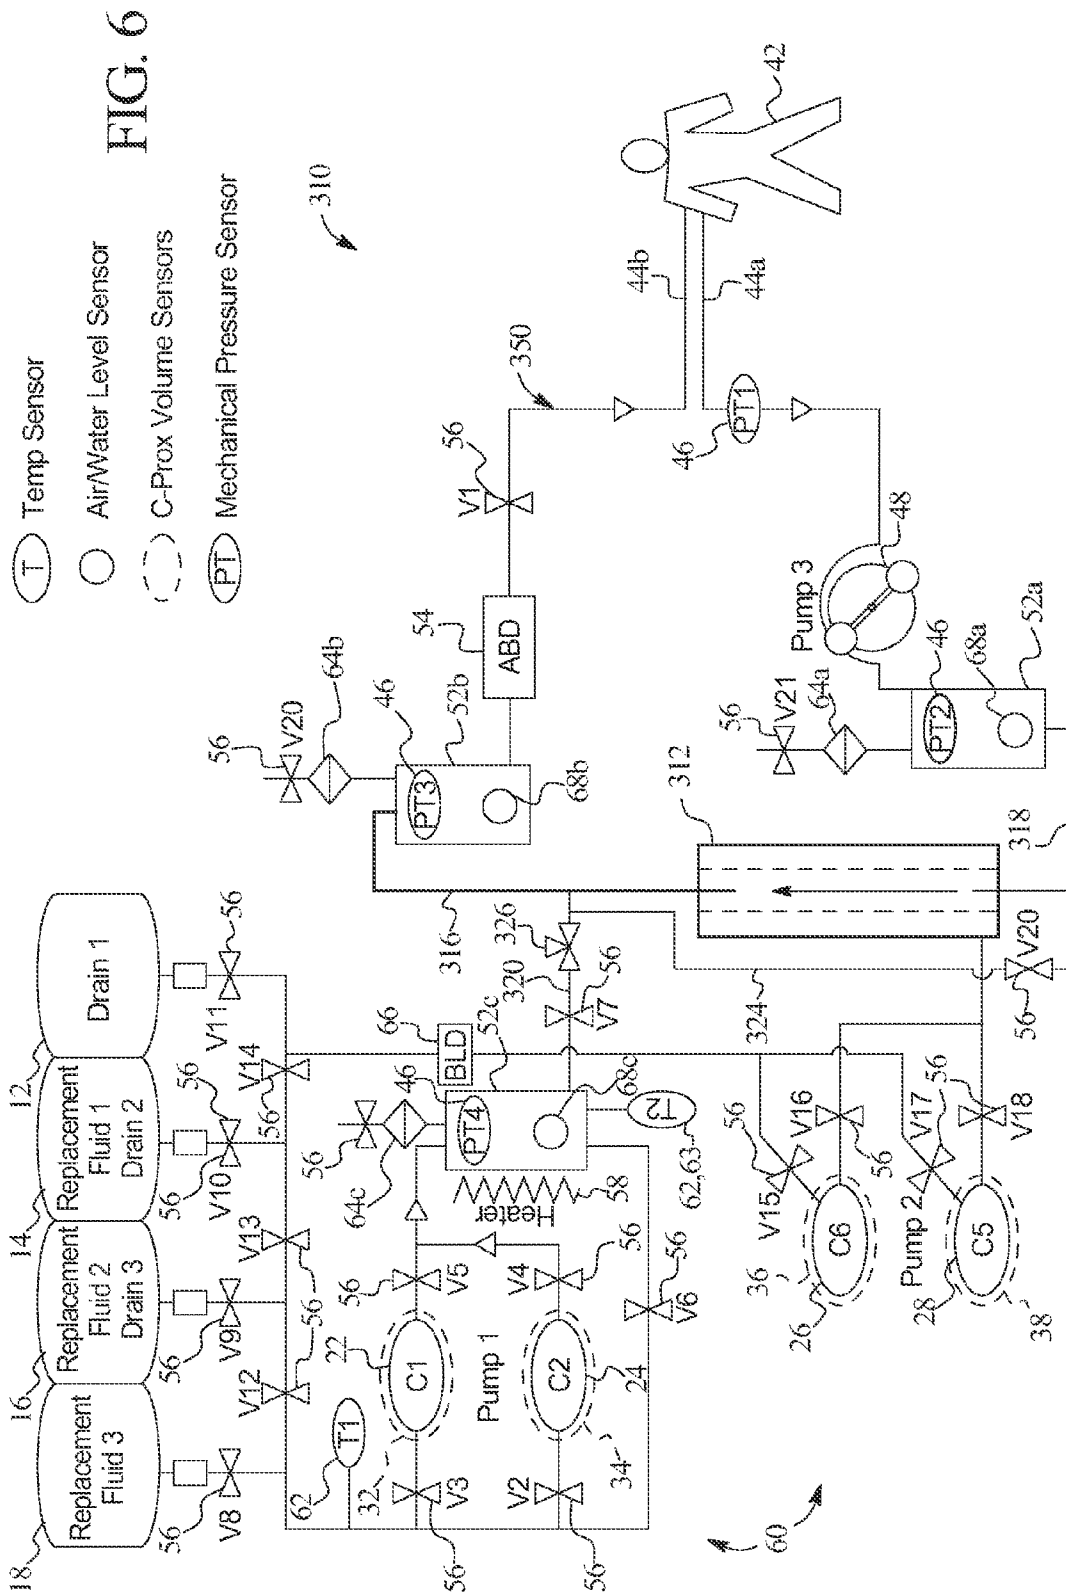 FIG. 6
T Temp Sensor
Air/Water Level Sensor
C-Prox Volume Sensors
PT Mechanical Pressure Sensor
310
18
Replacement
Fluid 3
16
Replacement
Fluid 2
Drain 3
14
Replacement
Fluid 1
Drain 2
12
Drain 1
56
V8
56
V9
56
V10
56
V11
56
V12
56
V13
56
V14
56
62
T1
32
C1
22
V3
56
V5
56
Pump 1
V2
56
34
C2
24
V4
56
V6
56
60
Heater
58
64c
56
46
PT4
52c
68c
66
BLD
T2
62,63
V7
56
320
326
316
324
56
V20
64b
46
PT3
52b
68b
54
ABD
V1
56
350
44b
44a
42
46
PT1
Pump 3
48
56
V21
64a
46
PT2
68a
52a
312
318
56
V20
36
26
C6
V15
56
V16
56
Pump 2
28
C5
38
V17
56
V18
56